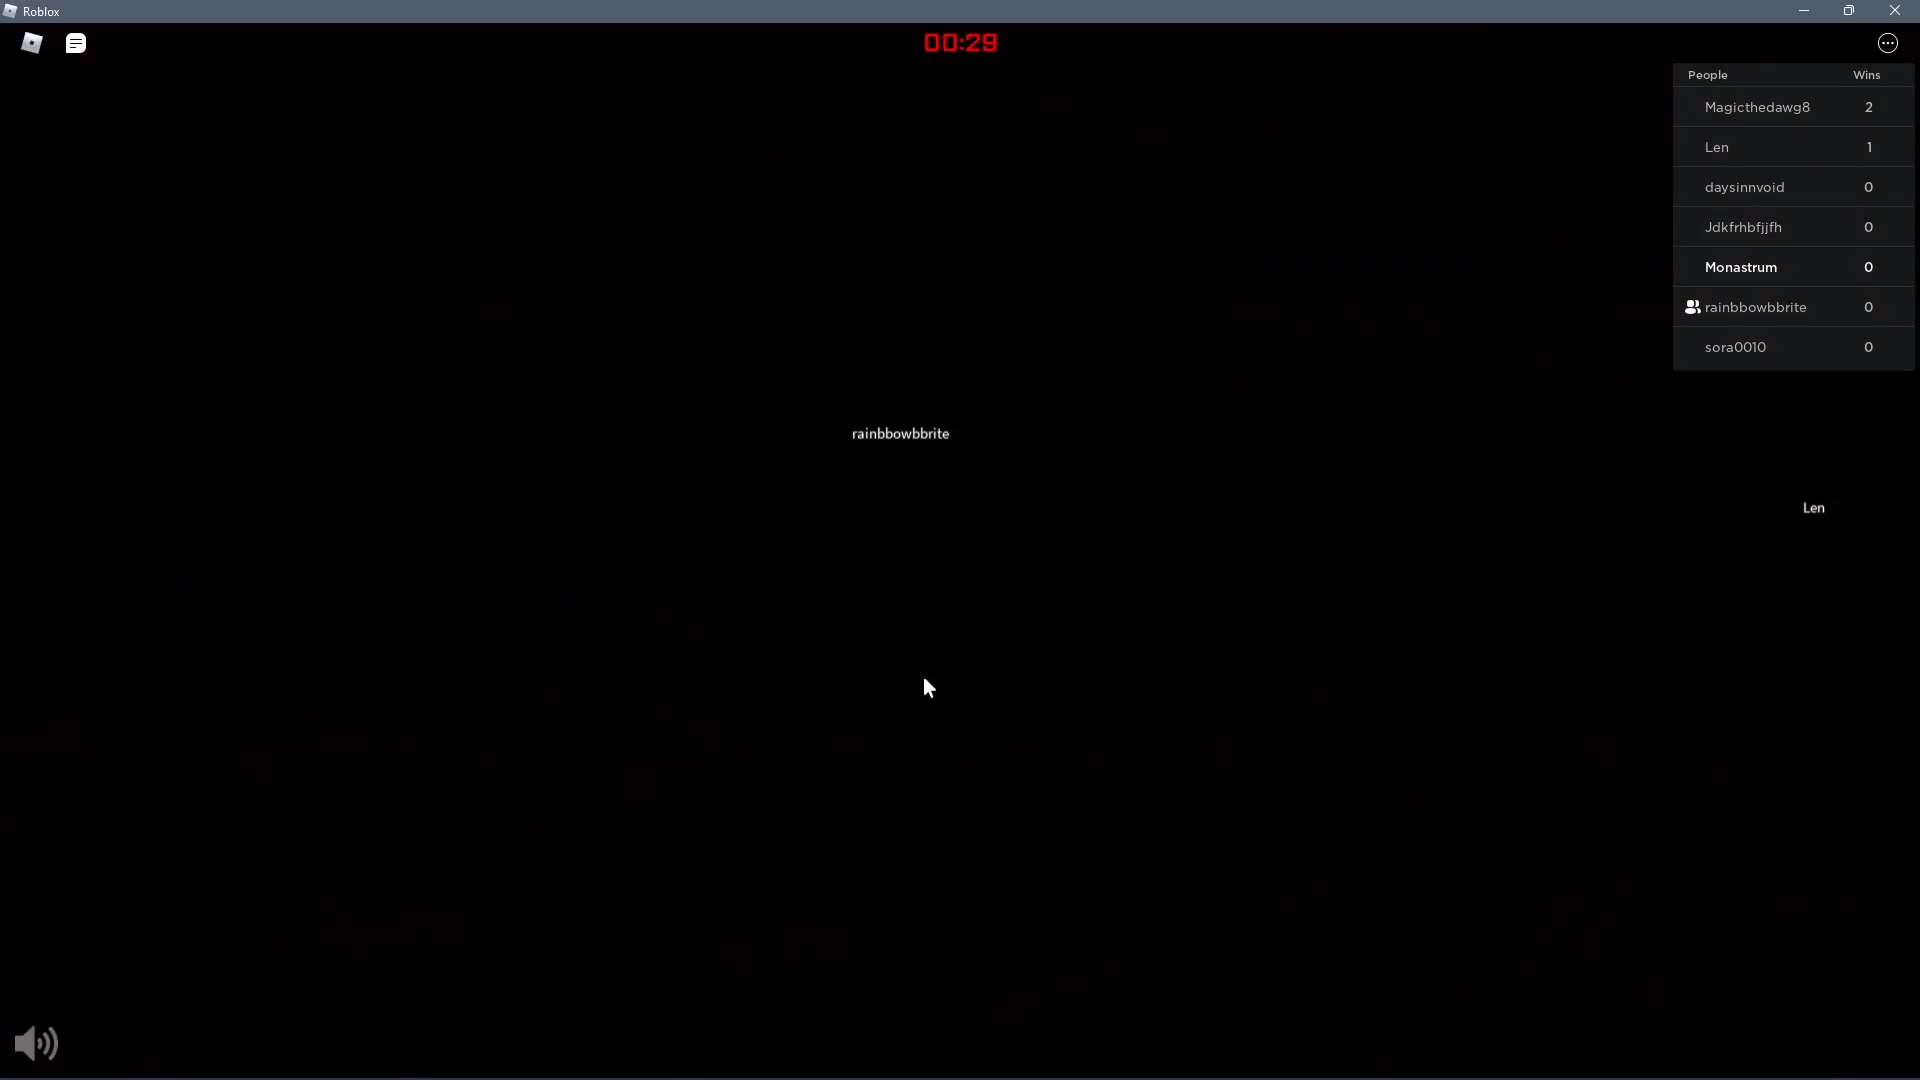 Roblox
00:29
People Wins
Magicthedawg8 2
Len 1
daysinnvoid 0
Jdkfrhbfjjfh 0
Monastrum 0
rainbbowbbrite 0
sora0010 0
rainbbowbbrite
Len